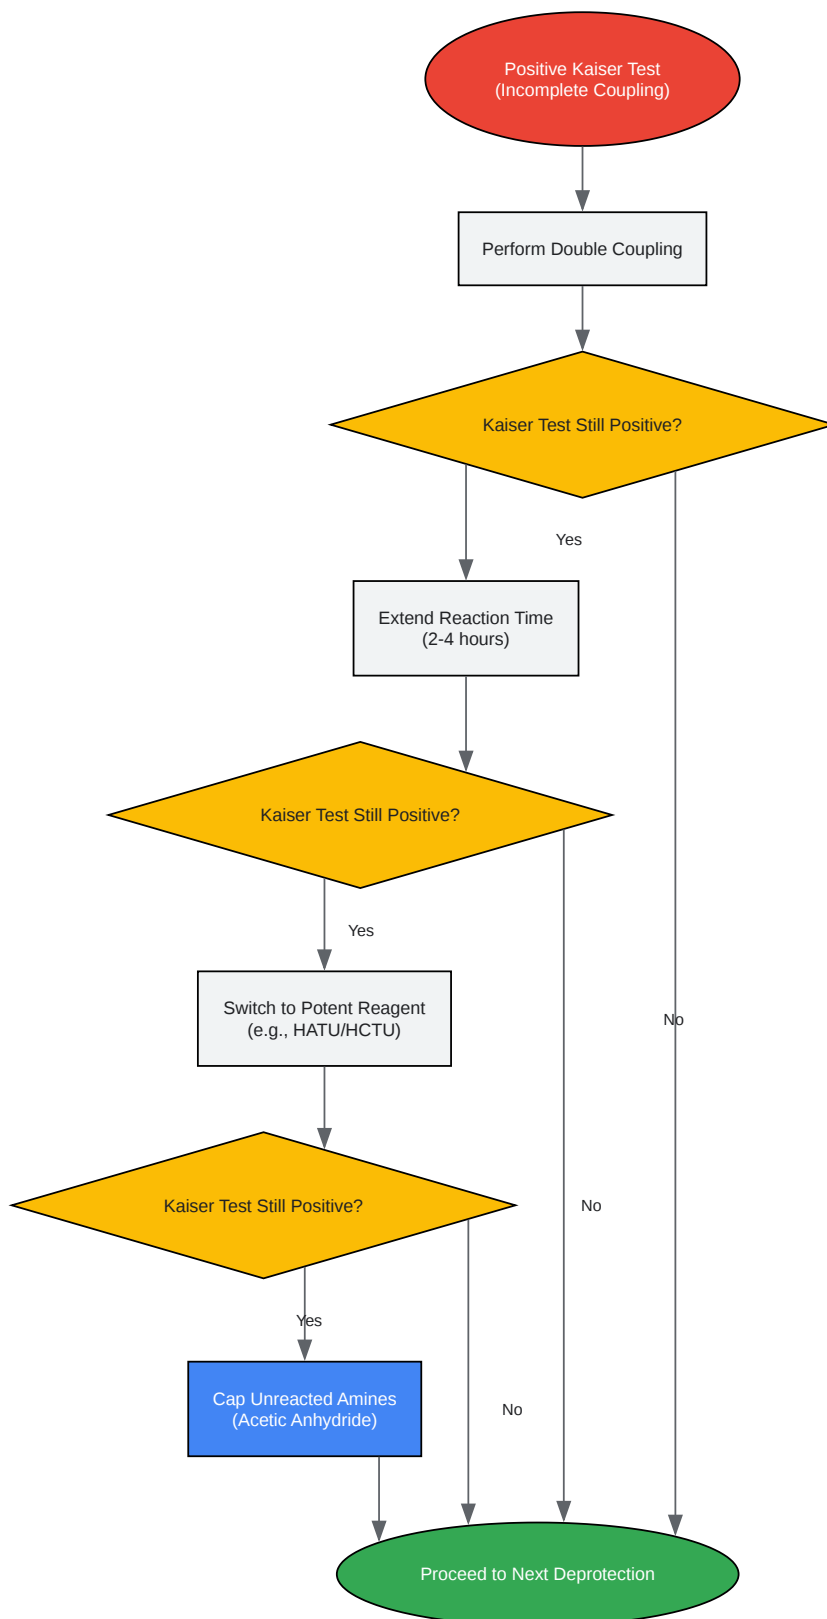 Positive Kaiser Test
(Incomplete Coupling)
Perform Double Coupling
Kaiser Test Still Positive?
Yes
Extend Reaction Time
(2-4 hours)
Kaiser Test Still Positive?
Yes
Switch to Potent Reagent
(e.g., HATU/HCTU)
No
Kaiser Test Still Positive?
No
Yes
Cap Unreacted Amines
(Acetic Anhydride)
No
Proceed to Next Deprotection